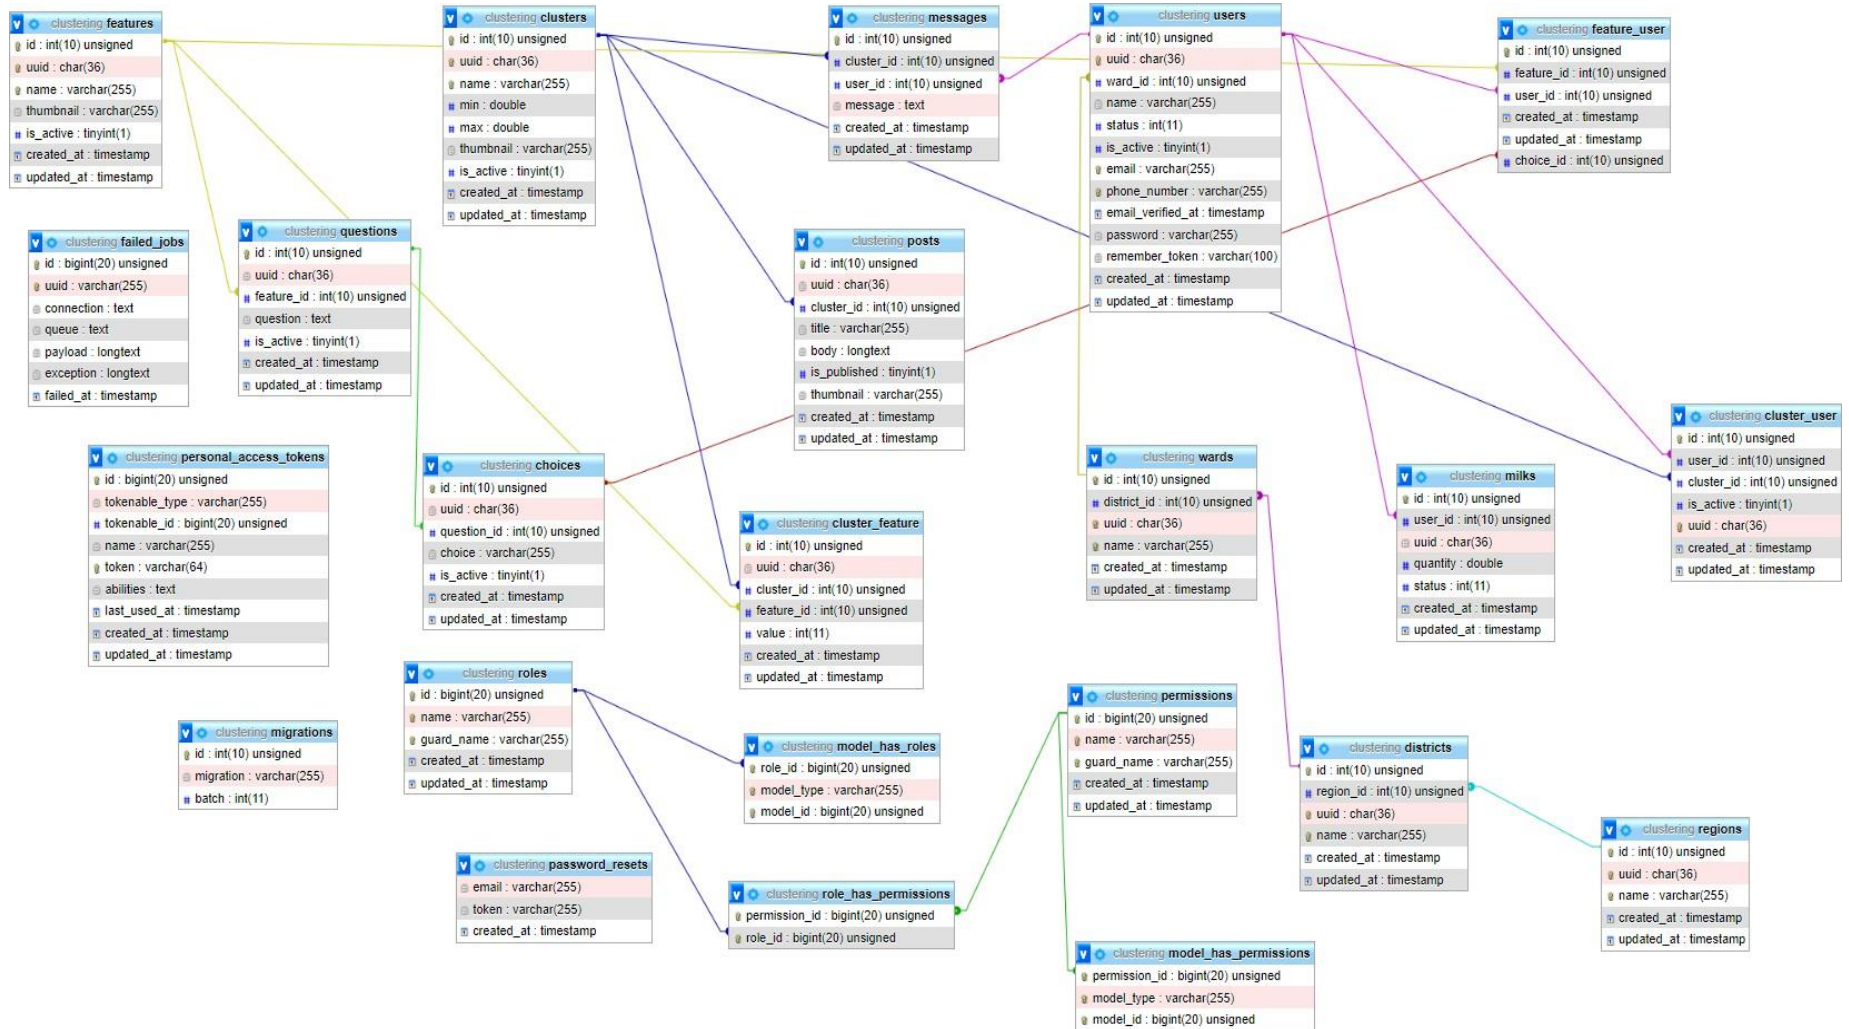 clustering features
id : int(10) unsigned
uuid : char(36)
name : varchar(255)
thumbnail : varchar(255)
is_active : tinyint(1)
created_at : timestamp
updated_at : timestamp
clustering clusters
id : int(10) unsigned
uuid : char(36)
name : varchar(255)
min : double
max : double
thumbnail : varchar(255)
is_active : tinyint(1)
created_at : timestamp
updated_at : timestamp
clustering messages
id : int(10) unsigned
cluster_id : int(10) unsigned
user_id : int(10) unsigned
message : text
created_at : timestamp
updated_at : timestamp
clustering users
id : int(10) unsigned
uuid : char(36)
ward_id : int(10) unsigned
name : varchar(255)
status : int(11)
is_active : tinyint(1)
email : varchar(255)
phone_number : varchar(255)
email_verified_at : timestamp
password : varchar(255)
remember_token : varchar(100)
created_at : timestamp
updated_at : timestamp
clustering feature_user
id : int(10) unsigned
feature_id : int(10) unsigned
user_id : int(10) unsigned
created_at : timestamp
updated_at : timestamp
choice_id : int(10) unsigned
clustering failed_jobs
id : bigint(20) unsigned
uuid : varchar(255)
connection : text
queue : text
payload : longtext
exception : longtext
failed_at : timestamp
clustering questions
id : int(10) unsigned
uuid : char(36)
feature_id : int(10) unsigned
question : text
is_active : tinyint(1)
created_at : timestamp
updated_at : timestamp
clustering posts
id : int(10) unsigned
uuid : char(36)
cluster_id : int(10) unsigned
title : varchar(255)
body : longtext
is_published : tinyint(1)
thumbnail : varchar(255)
created_at : timestamp
updated_at : timestamp
clustering cluster_user
id : int(10) unsigned
user_id : int(10) unsigned
cluster_id : int(10) unsigned
is_active : tinyint(1)
uuid : char(36)
created_at : timestamp
updated_at : timestamp
clustering personal_access_tokens
id : bigint(20) unsigned
tokenable_type : varchar(255)
tokenable_id : bigint(20) unsigned
name : varchar(255)
token : varchar(64)
abilities : text
last_used_at : timestamp
created_at : timestamp
updated_at : timestamp
clustering choices
id : int(10) unsigned
uuid : char(36)
question_id : int(10) unsigned
choice : varchar(255)
is_active : tinyint(1)
created_at : timestamp
updated_at : timestamp
clustering cluster_feature
id : int(10) unsigned
uuid : char(36)
cluster_id : int(10) unsigned
feature_id : int(10) unsigned
value : int(11)
created_at : timestamp
updated_at : timestamp
clustering wards
id : int(10) unsigned
district_id : int(10) unsigned
uuid : char(36)
name : varchar(255)
created_at : timestamp
updated_at : timestamp
clustering milks
id : int(10) unsigned
user_id : int(10) unsigned
uuid : char(36)
quantity : double
status : int(11)
created_at : timestamp
updated_at : timestamp
clustering roles
id : bigint(20) unsigned
name : varchar(255)
guard_name : varchar(255)
created_at : timestamp
updated_at : timestamp
clustering migrations
id : int(10) unsigned
migration : varchar(255)
batch : int(11)
clustering model_has_roles
role_id : bigint(20) unsigned
model_type : varchar(255)
model_id : bigint(20) unsigned
clustering permissions
id : bigint(20) unsigned
name : varchar(255)
guard_name : varchar(255)
created_at : timestamp
updated_at : timestamp
clustering districts
id : int(10) unsigned
region_id : int(10) unsigned
uuid : char(36)
name : varchar(255)
created_at : timestamp
updated_at : timestamp
clustering regions
id : int(10) unsigned
uuid : char(36)
name : varchar(255)
created_at : timestamp
updated_at : timestamp
clustering password_resets
email : varchar(255)
token : varchar(255)
created_at : timestamp
clustering role_has_permissions
permission_id : bigint(20) unsigned
role_id : bigint(20) unsigned
clustering model_has_permissions
permission_id : bigint(20) unsigned
model_type : varchar(255)
model_id : bigint(20) unsigned